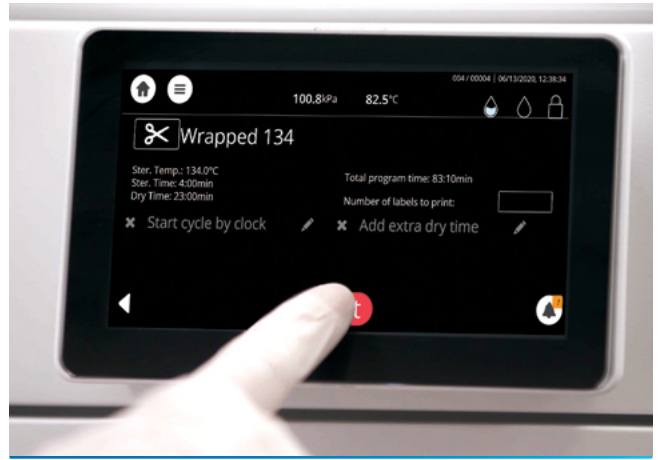 004 / 00004 | 06/13/2020, 12:38:34
100.8kPa 82.5°C
Wrapped 134
Ster. Temp.: 134.0°C
Ster. Time: 4:00min
Dry Time: 23:00min
Total program time: 83:10min
Number of labels to print:
Start cycle by clock
Add extra dry time